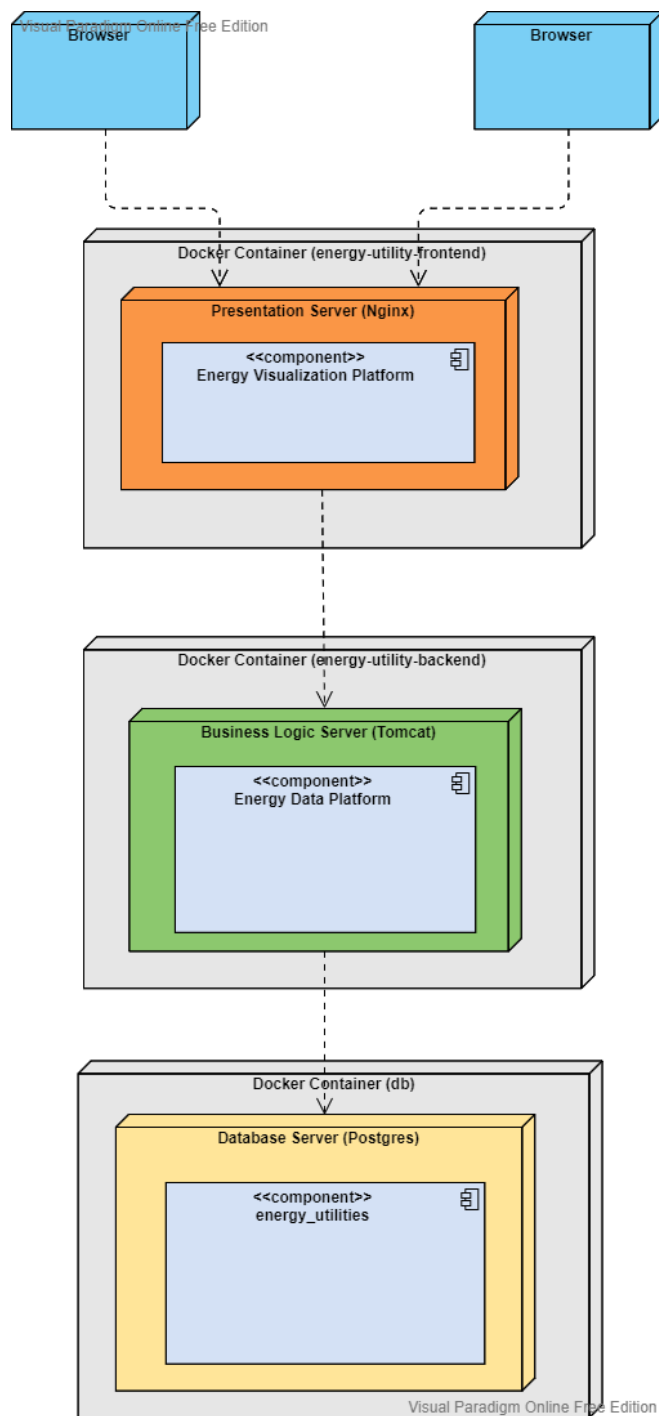 Visual Paradigm Online Free Edition
Browser
Browser
Docker Container (energy-utility-frontend)
Presentation Server (Nginx)
<<component>>
Energy Visualization Platform
Docker Container (energy-utility-backend)
Business Logic Server (Tomcat)
<<component>>
Energy Data Platform
Docker Container (db)
Database Server (Postgres)
<<component>>
energy_utilities
Visual Paradigm Online Free Edition